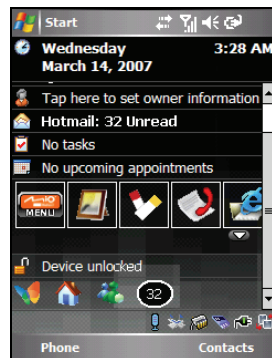 Start
Wednesday 3:28 AM
March 14, 2007
Tap here to set owner information
Hotmail: 32 Unread
No tasks
No upcoming appointments
mio
MENU
Device unlocked
32
Phone Contacts